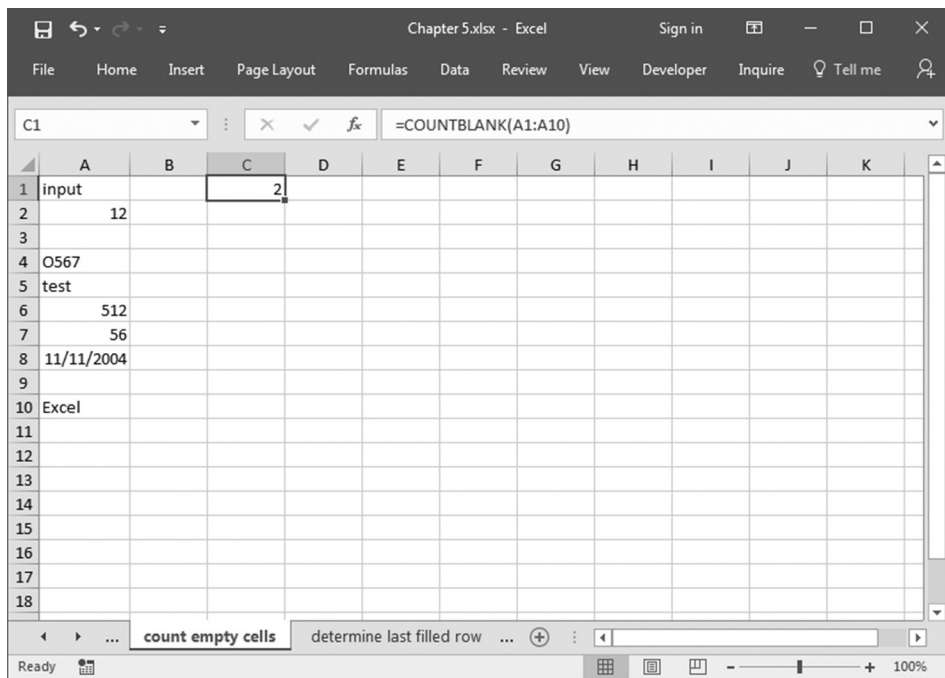 Chapter 5.xlsx - Excel Sign in
File Home Insert Page Layout Formulas Data Review View Developer Inquire Tell me
C1 fx =COUNTBLANK(A1:A10)
A B C D E F G H I J K
1 input 2
2 12
3
4 O567
5 test
6 512
7 56
8 11/11/2004
9
10 Excel
11
12
13
14
15
16
17
18
... count empty cells determine last filled row ...
Ready 100%